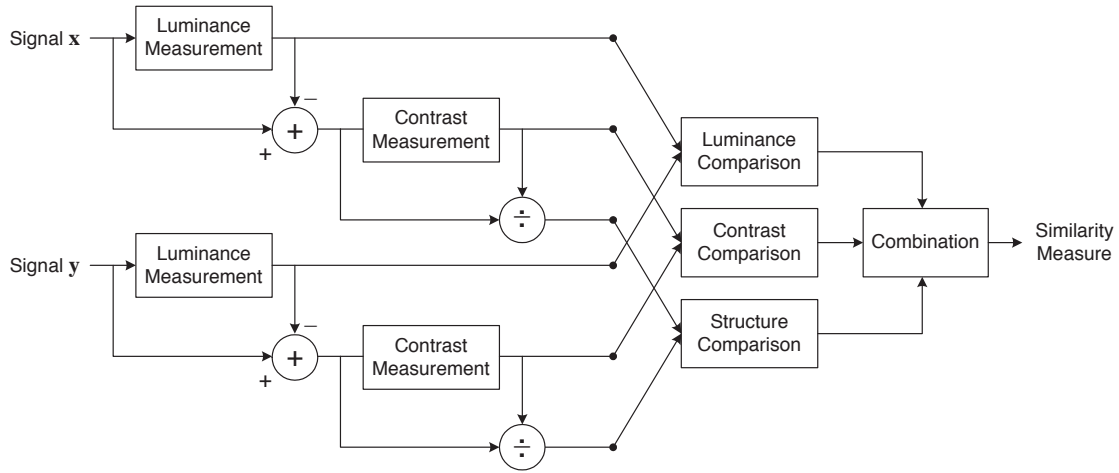 Signal x
Luminance
Measurement
−
+
+
Contrast
Measurement
÷
Signal y
Luminance
Measurement
−
+
+
Contrast
Measurement
÷
Luminance
Comparison
Contrast
Comparison
Structure
Comparison
Combination
Similarity
Measure